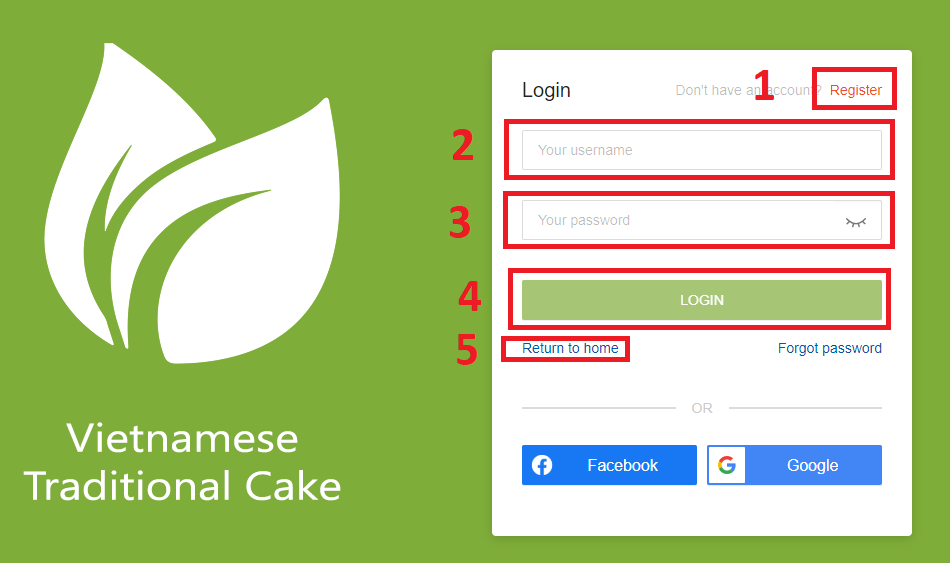 Login Don't have an account? Register
1
2
Your username
3
Your password
4
LOGIN
5
Return to home Forgot password
OR
Facebook Google
Vietnamese
Traditional Cake